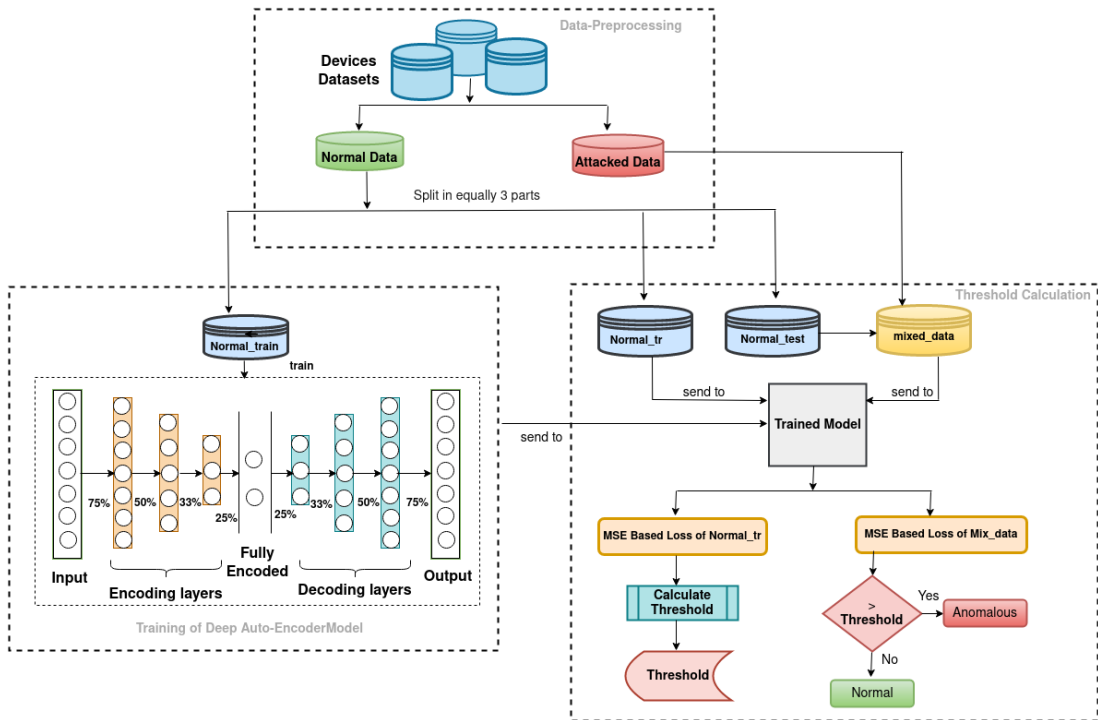 Data-Preprocessing
Devices
Datasets
Normal Data
Attacked Data
Split in equally 3 parts
Threshold Calculation
Normal_train
train
Normal_tr
Normal_test
mixed_data
send to
send to
Trained Model
send to
75%
50%
33%
25%
25%
33%
50%
75%
Input
Encoding layers
Fully
Encoded
Decoding layers
Output
Training of Deep Auto-EncoderModel
MSE Based Loss of Normal_tr
MSE Based Loss of Mix_data
Calculate
Threshold
Threshold
>
Threshold
Yes
Anomalous
No
Normal